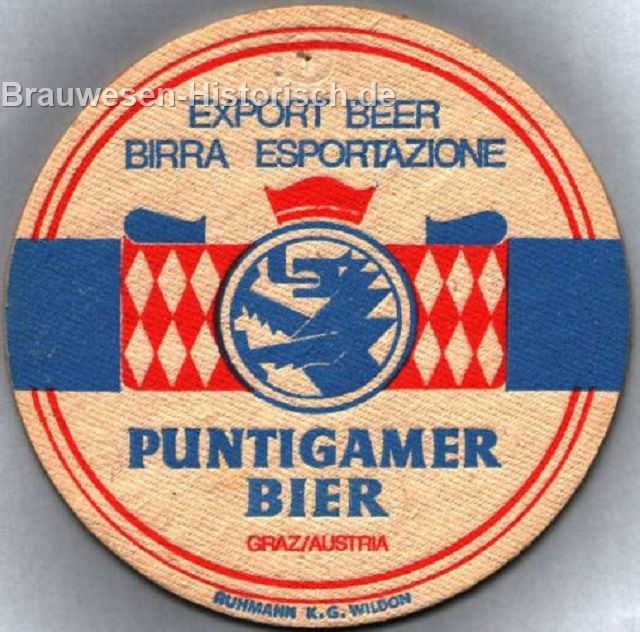 Brauwesen-Historisch.de
EXPORT BEER
BIRRA ESPORTAZIONE
PUNTIGAMER
BIER
GRAZ/AUSTRIA
RUHMANN K.G. WILDON